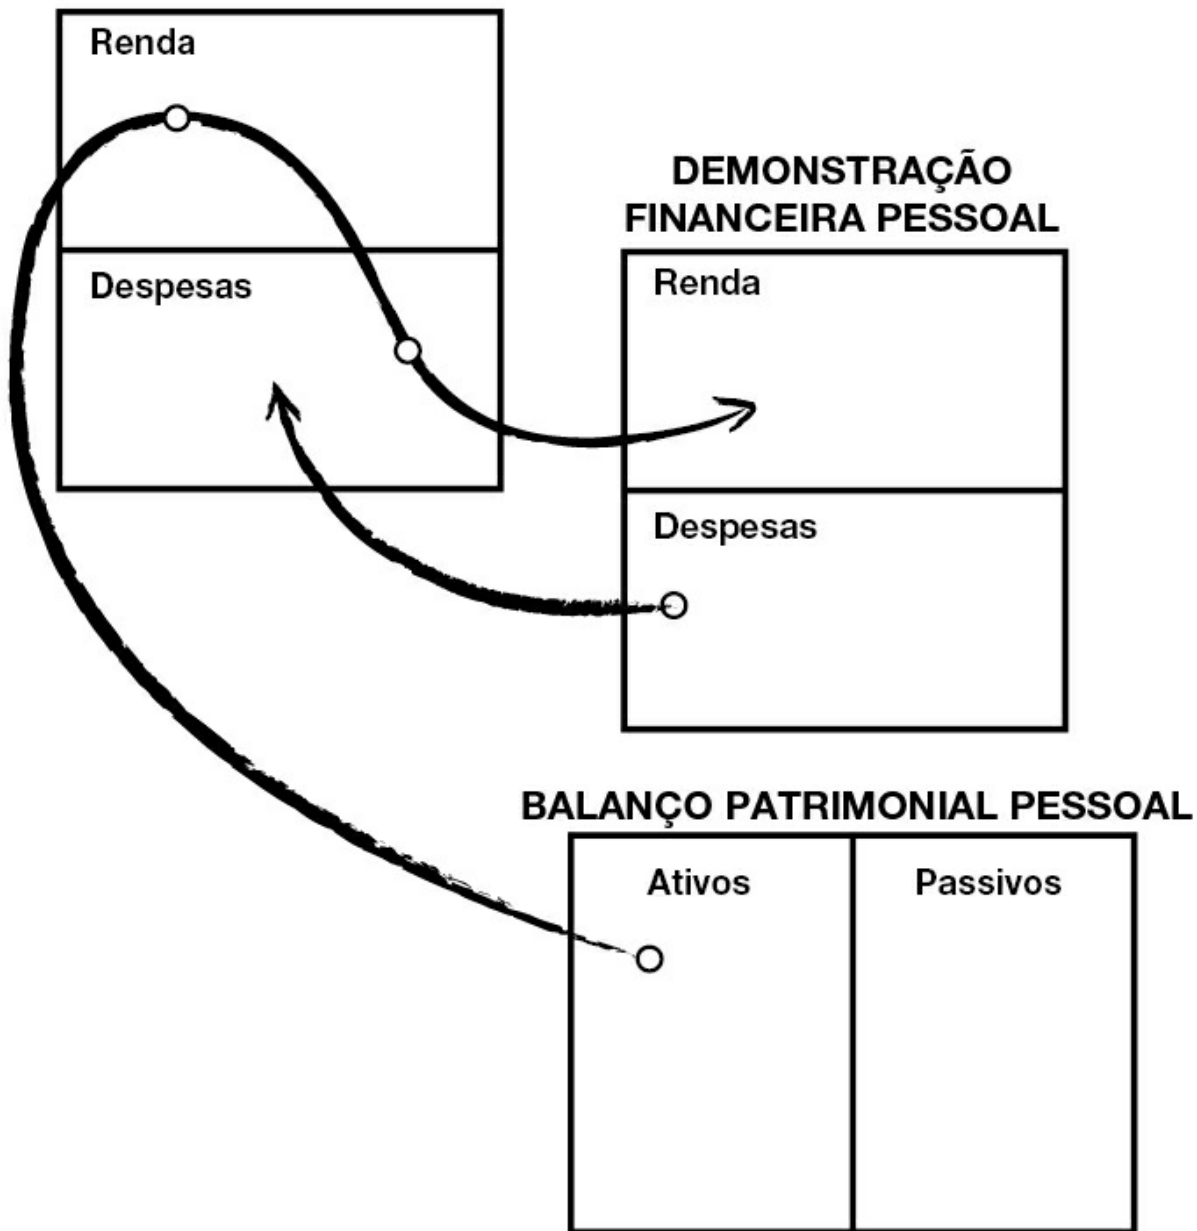 Renda
Despesas
DEMONSTRAÇÃO
FINANCEIRA PESSOAL
Renda
Despesas
BALANÇO PATRIMONIAL PESSOAL
Ativos
Passivos